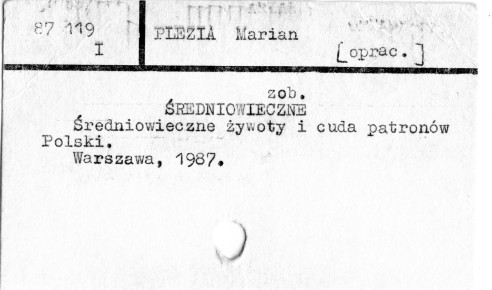 87 119
I
PLEZIA Marian
[oprac.]
zob.
ŚREDNIOWIECZNE
Średniowieczne żywoty i cuda patronów
Polski.
Warszawa, 1987.